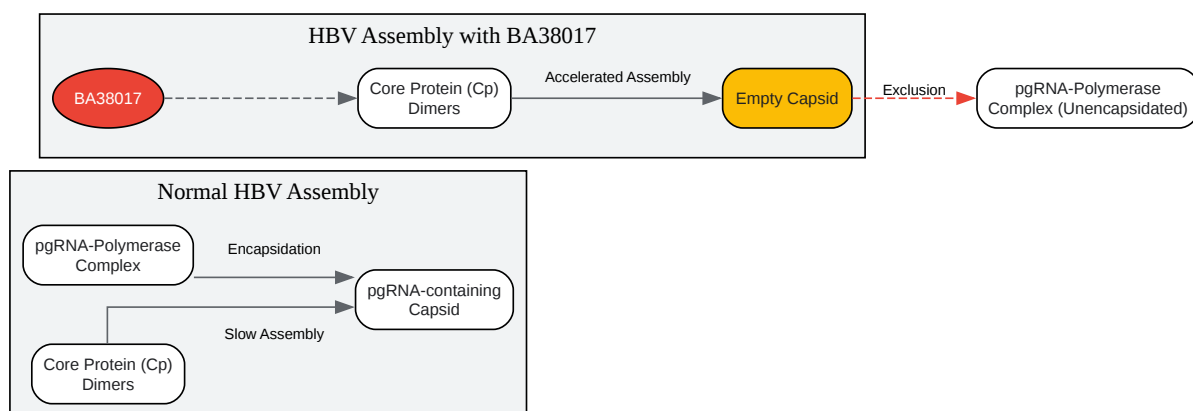 HBV Assembly with BA38017
BA38017
Core Protein (Cp)
Dimers
Accelerated Assembly
Empty Capsid
Exclusion
pgRNA-Polymerase
Complex (Unencapsidated)
Normal HBV Assembly
pgRNA-Polymerase
Complex
Encapsidation
pgRNA-containing
Capsid
Slow Assembly
Core Protein (Cp)
Dimers